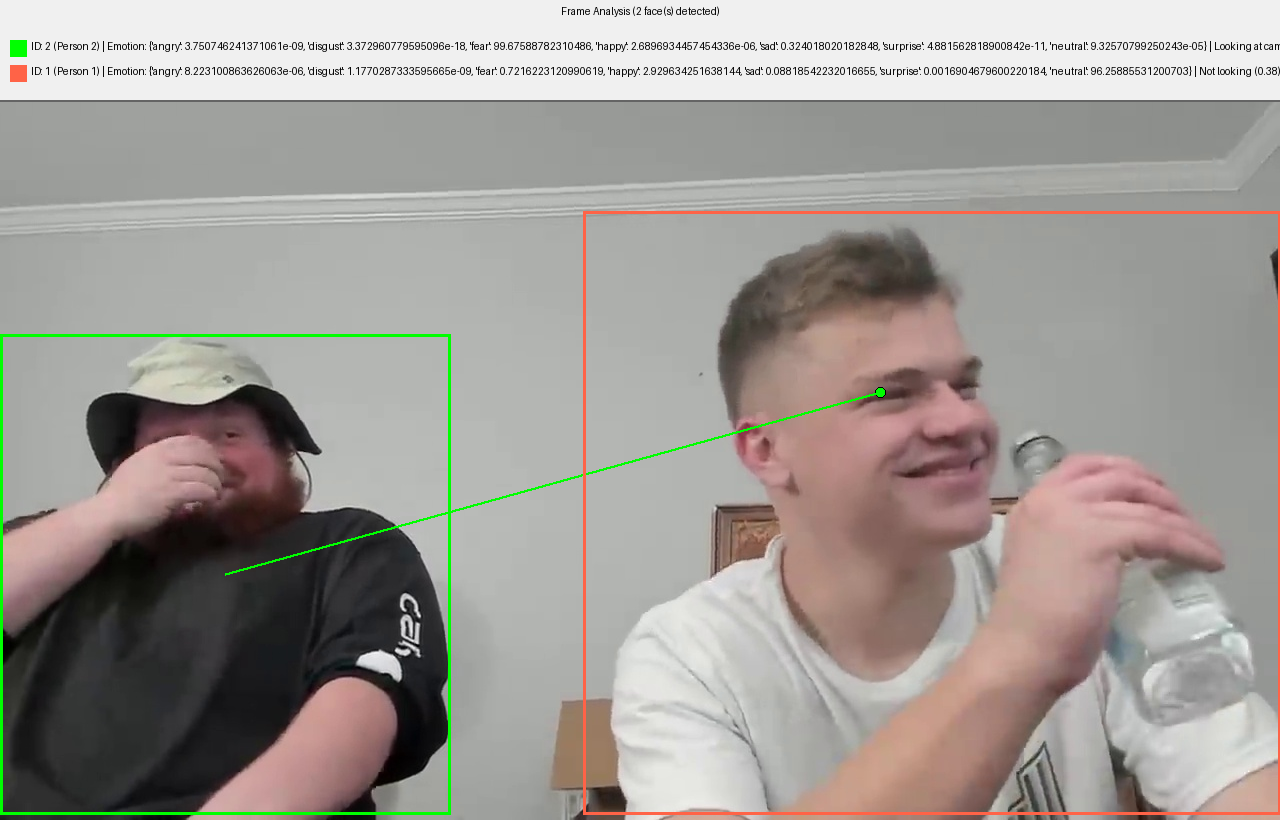 Frame Analysis (2 face(s) detected)
ID: 2 (Person 2) | Emotion: {'angry': 3.750746241371061e-09, 'disgust': 3.372960779595096e-18, 'fear': 99.67588782310486, 'happy': 2.6896934457454336e-06, 'sad': 0.324018020182848, 'surprise': 4.881562818900842e-11, 'neutral': 9.32570799250243e-05} | Looking at cam
ID: 1 (Person 1) | Emotion: {'angry': 8.223100863626063e-06, 'disgust': 1.1770287333595665e-09, 'fear': 0.7216223120990619, 'happy': 2.929634251638144, 'sad': 0.08818542232016655, 'surprise': 0.0016904679600220184, 'neutral': 96.25885531200703} | Not looking (0.38)